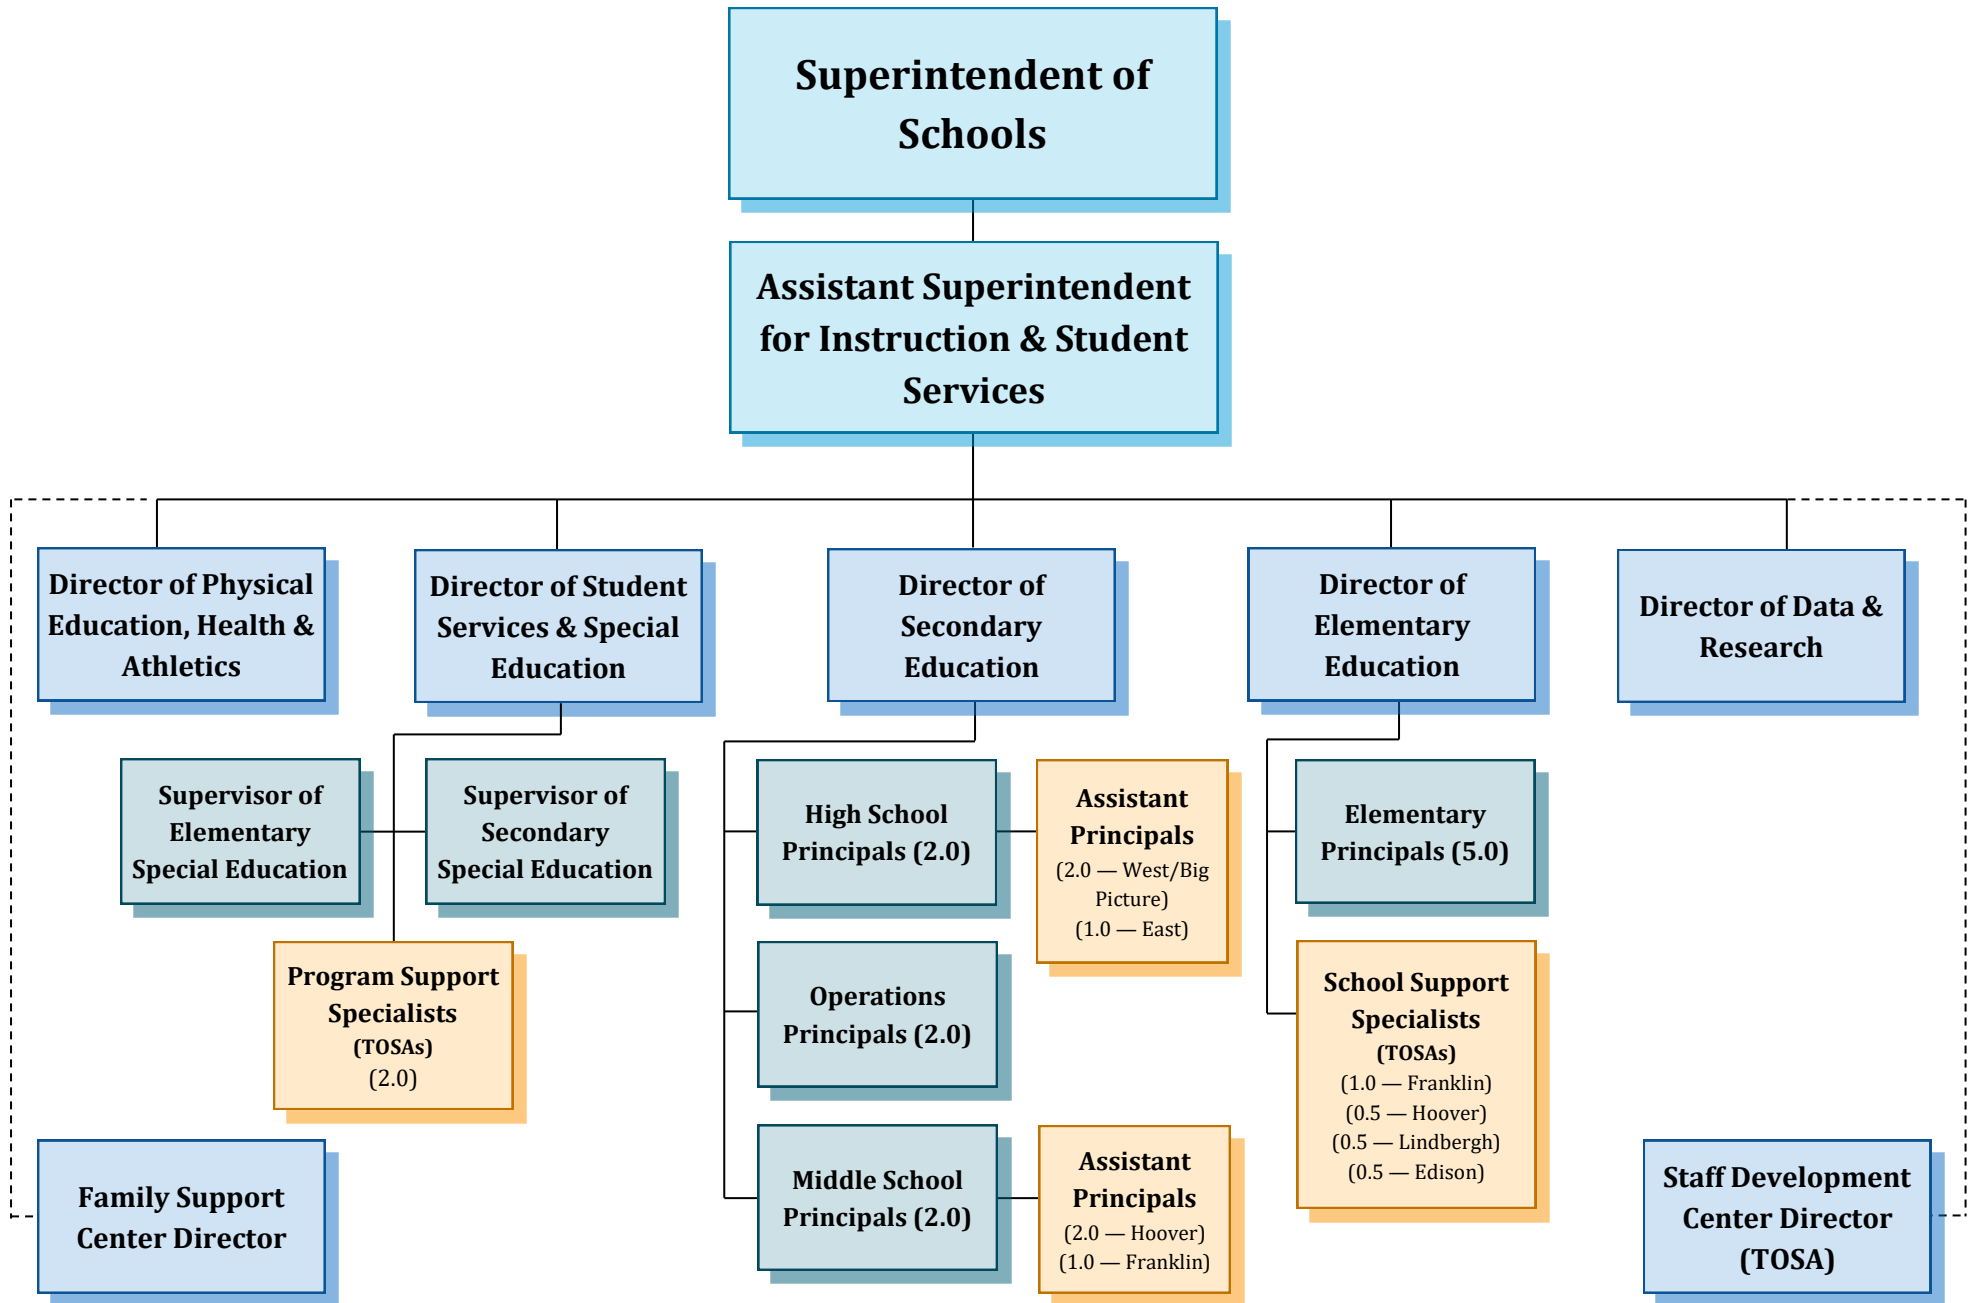 Superintendent of
Schools
Assistant Superintendent
for Instruction & Student
Services
Director of Physical
Education, Health &
Athletics
Director of Student
Services & Special
Education
Director of
Secondary
Education
Director of
Elementary
Education
Director of Data &
Research
Supervisor of
Elementary
Special Education
Supervisor of
Secondary
Special Education
Program Support
Specialists
(TOSAs)
(2.0)
High School
Principals (2.0)
Assistant
Principals
(2.0 — West/Big
Picture)
(1.0 — East)
Operations
Principals (2.0)
Middle School
Principals (2.0)
Assistant
Principals
(2.0 — Hoover)
(1.0 — Franklin)
Elementary
Principals (5.0)
School Support
Specialists
(TOSAs)
(1.0 — Franklin)
(0.5 — Hoover)
(0.5 — Lindbergh)
(0.5 — Edison)
Family Support
Center Director
Staff Development
Center Director
(TOSA)